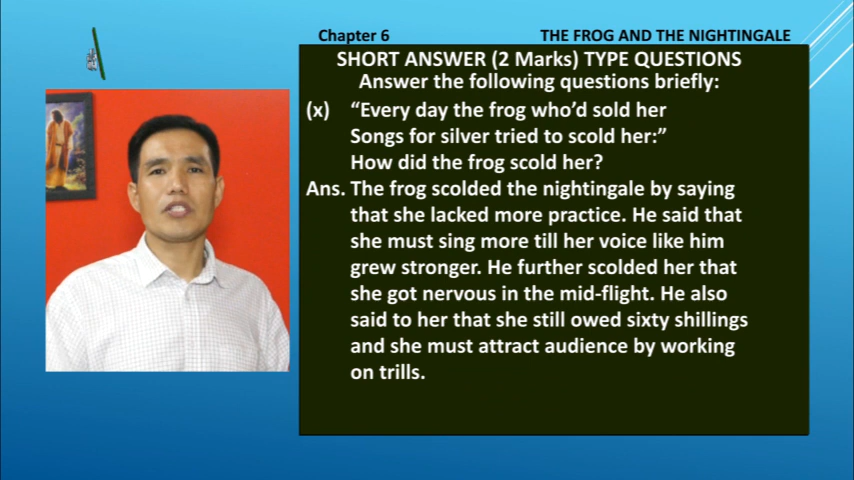 Chapter 6 THE FROG AND THE NIGHTINGALE
SHORT ANSWER (2 Marks) TYPE QUESTIONS
Answer the following questions briefly:
(x) “Every day the frog who’d sold her
Songs for silver tried to scold her:”
How did the frog scold her?
Ans. The frog scolded the nightingale by saying
that she lacked more practice. He said that
she must sing more till her voice like him
grew stronger. He further scolded her that
she got nervous in the mid-flight. He also
said to her that she still owed sixty shillings
and she must attract audience by working
on trills.